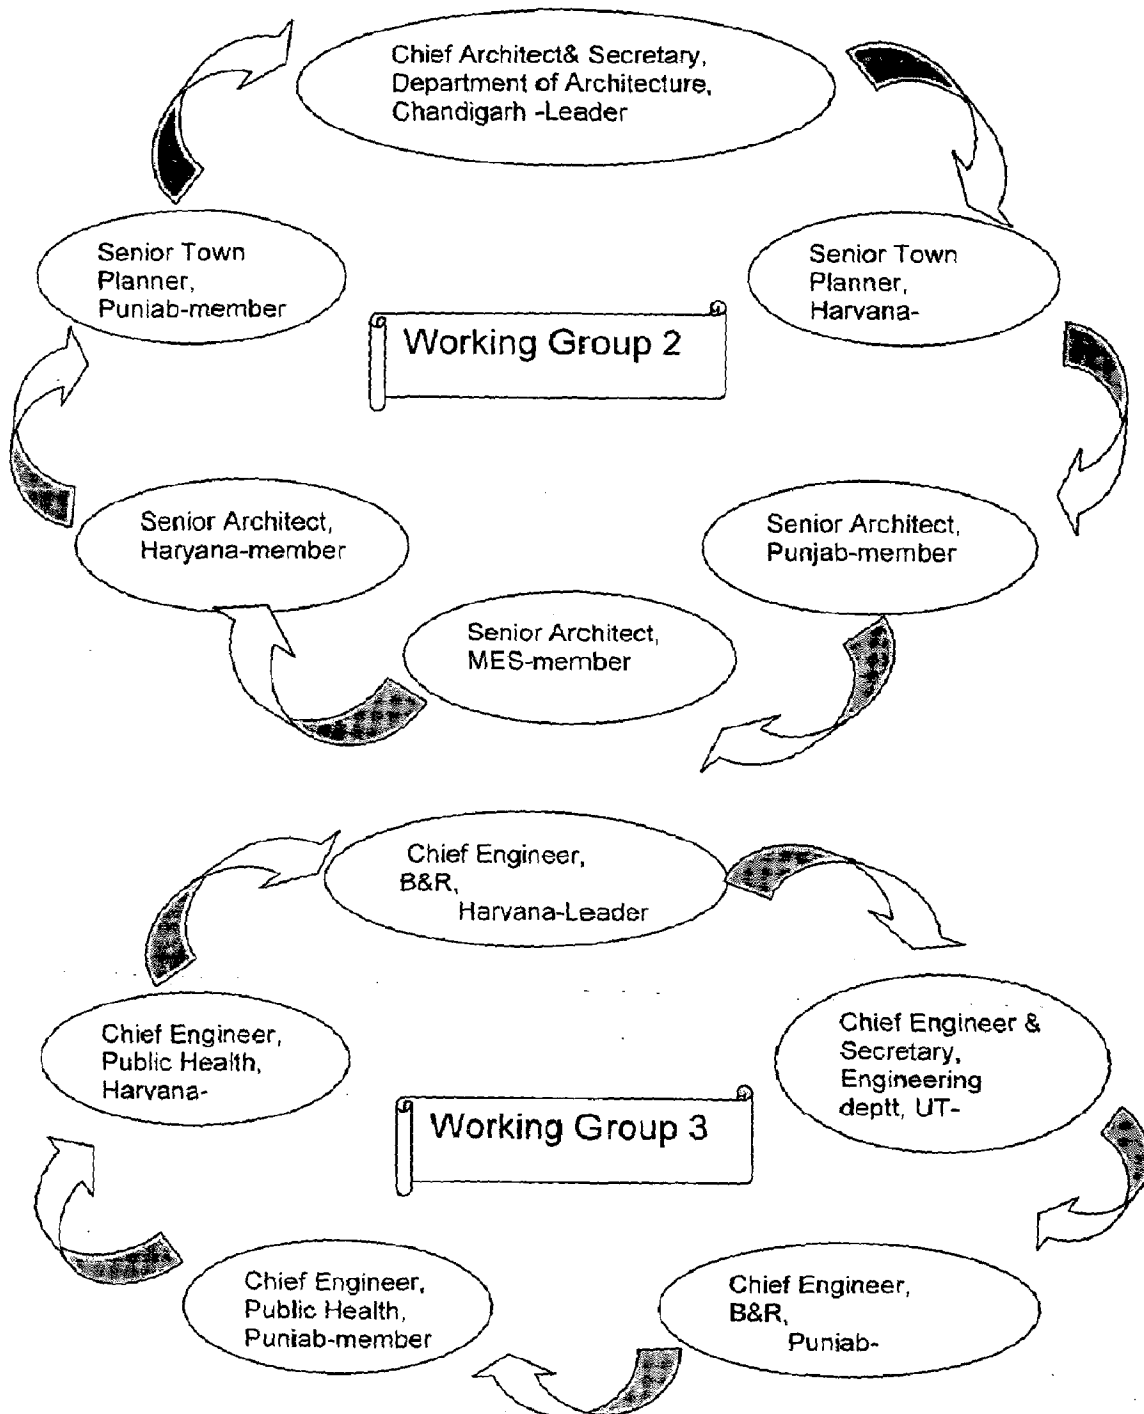 Chief Architect& Secretary,
Department of Architecture,
Chandigarh -Leader
Senior Town
Planner,
Puniab-member
Senior Town
Planner,
Harvana-
Working Group 2
Senior Architect,
Haryana-member
Senior Architect,
Punjab-member
Senior Architect,
MES-member
Chief Engineer,
B&R,
Harvana-Leader
Chief Engineer,
Public Health,
Harvana-
Chief Engineer &
Secretary,
Engineering
deptt, UT-
Working Group 3
Chief Engineer,
Public Health,
Puniab-member
Chief Engineer,
B&R,
Puniab-